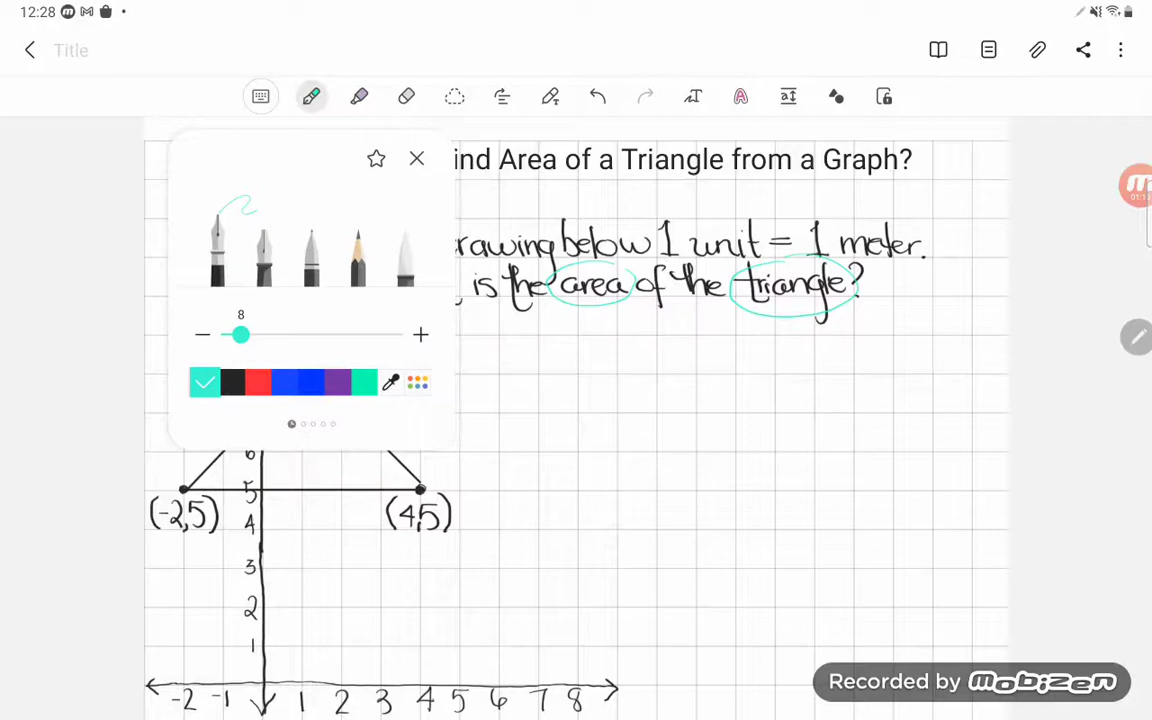 12:28
Title
ind Area of a Triangle from a Graph?
rawing below 1 unit = 1 meter.
is the area of the triangle?
8
6
5
(-2,5) (4,5)
4
3
2
1
-2 -1 1 2 3 4 5 6 7 8
Recorded by mobizen